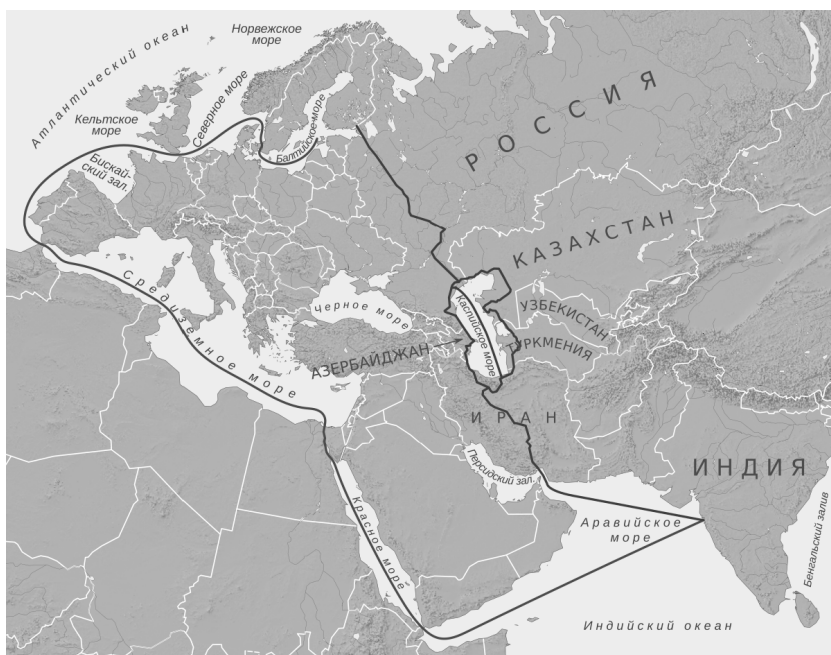 Атлантический океан
Норвежское
море
Кельтское
море
Северное море
Балтийское море
Бискай-
ский зал.
РОССИЯ
КАЗАХСТАН
Средиземное море
Черное море
Каспийское море
УЗБЕКИСТАН
ТУРКМЕНИЯ
АЗЕРБАЙДЖАН
ИРАН
Персидский зал.
ИНДИЯ
Красное море
Аравийское
море
Бенгальский залив
Индийский океан